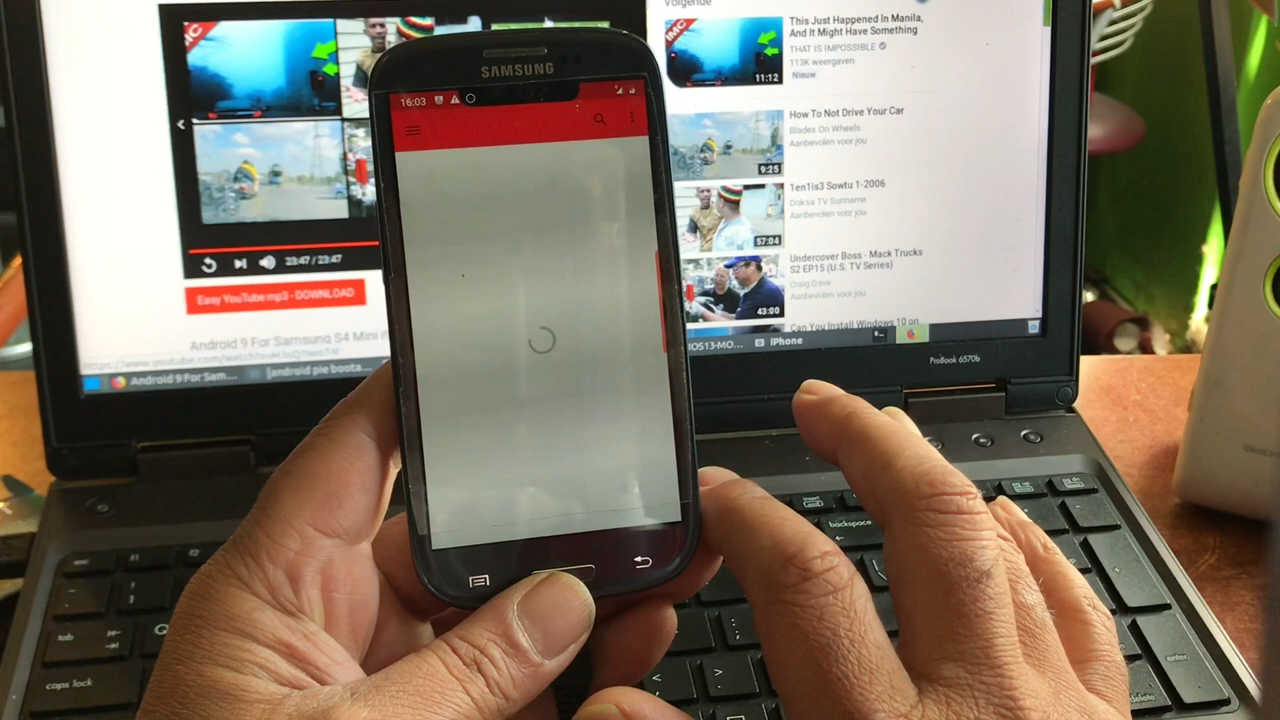 Volgende
IMC
IMC
This Just Happened In Manila,
And It Might Have Something
THAT IS IMPOSSIBLE
113K weergaven
Nieuw
11:12
How To Not Drive Your Car
Blades On Wheels
Aanbevolen voor jou
9:25
1en1is3 Sowtu 1-2006
Doksa TV Suriname
Aanbevolen voor jou
57:04
Undercover Boss - Mack Trucks
S2 EP15 (U.S. TV Series)
Craig Dave
Aanbevolen voor jou
43:00
Can You Install Windows 10 on
SAMSUNG
16:03
23:47 / 23:47
Easy YouTube mp3 - DOWNLOAD
Android 9 For Samsung S4 Mini
Android 9 For Sam...
[android pie boota...
IOS13-MO...
iPhone
ProBook 6570b
insert
backspace
tab
Q
caps lock
enter
delete